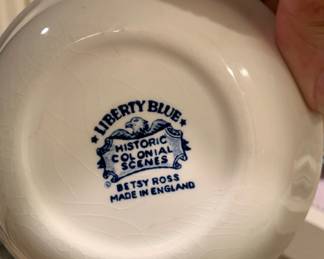 ★ LIBERTY BLUE ★
HISTORIC
COLONIAL
SCENES
© BETSY ROSS
MADE IN ENGLAND